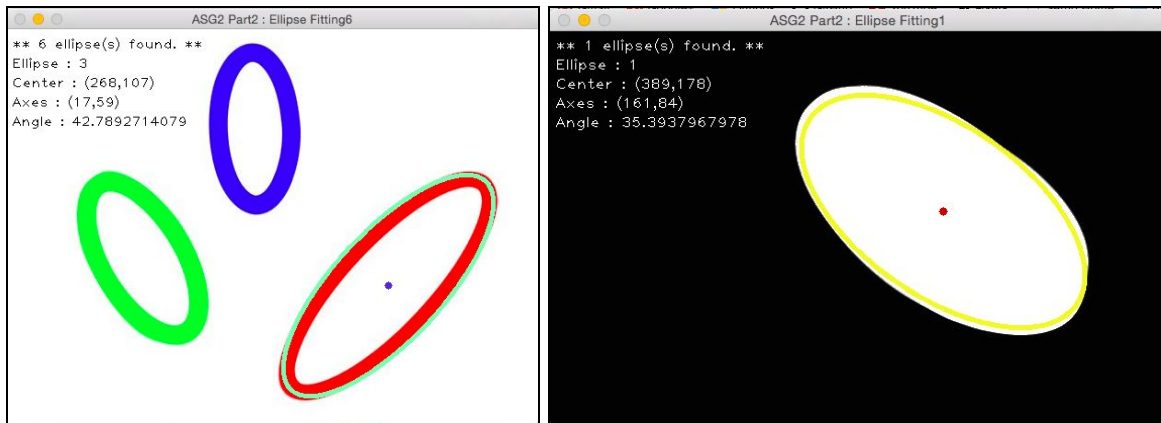 ASG2 Part2 : Ellipse Fitting6
** 6 ellipse(s) found. **
Ellipse : 3
Center : (268,107)
Axes : (17,59)
Angle : 42.7892714079
ASG2 Part2 : Ellipse Fitting1
** 1 ellipse(s) found. **
Ellipse : 1
Center : (389,178)
Axes : (161,84)
Angle : 35.3937967978